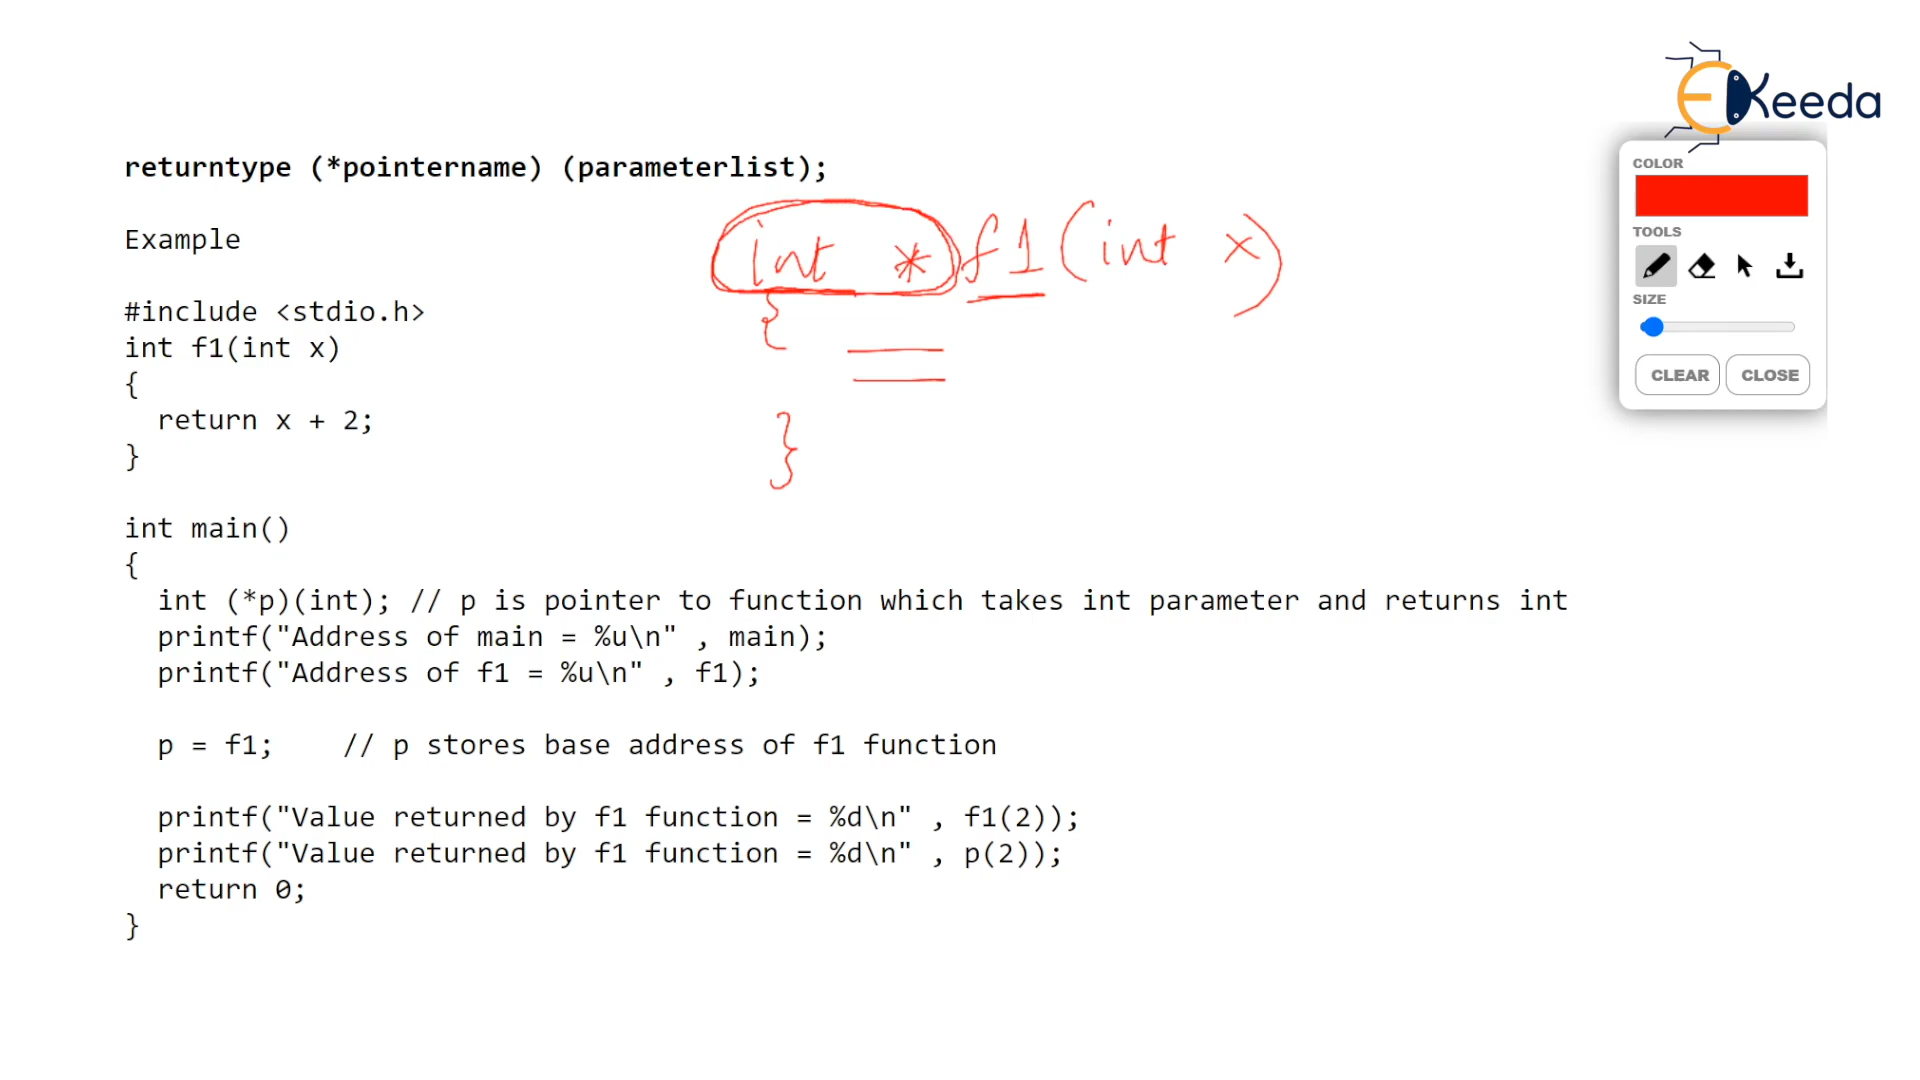 EKeeda
returntype (*pointername) (parameterlist);
COLOR
TOOLS
SIZE
CLEAR CLOSE
int * f1(int x)
{
}
Example
#include <stdio.h>
int f1(int x)
{
return x + 2;
}
int main()
{
int (*p)(int); // p is pointer to function which takes int parameter and returns int
printf("Address of main = %u\n" , main);
printf("Address of f1 = %u\n" , f1);
p = f1; // p stores base address of f1 function
printf("Value returned by f1 function = %d\n" , f1(2));
printf("Value returned by f1 function = %d\n" , p(2));
return 0;
}